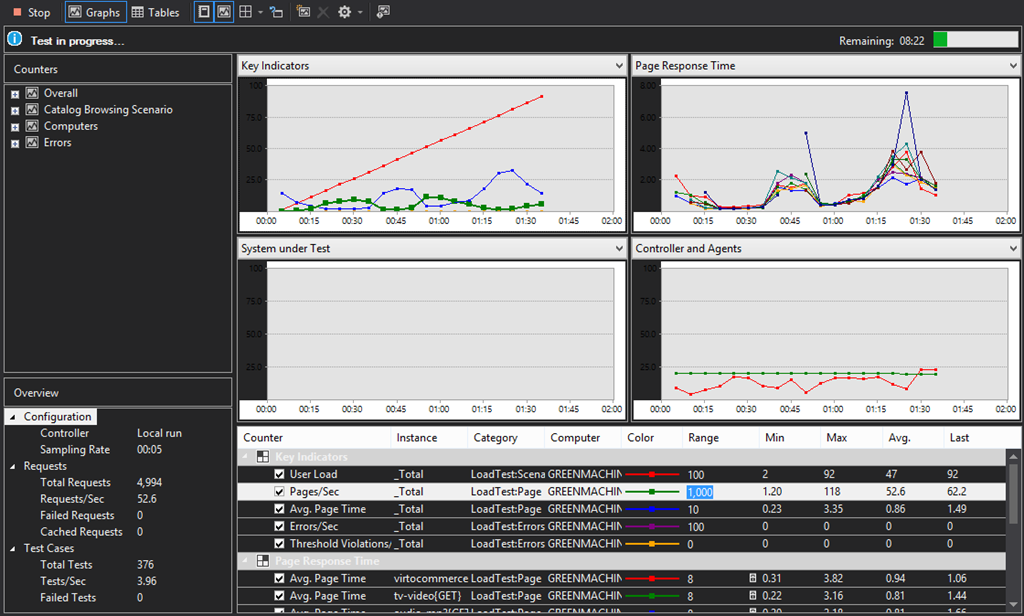 Stop Graphs Tables
Test in progress...
Remaining: 08:22
Counters
Overall
Catalog Browsing Scenario
Computers
Errors
Key Indicators
100
75.0
50.0
25.0
00:00 00:15 00:30 00:45 01:00 01:15 01:30 01:45 02:00
Page Response Time
8.00
6.00
4.00
2.00
00:00 00:15 00:30 00:45 01:00 01:15 01:30 01:45 02:00
System under Test
100
75.0
50.0
25.0
00:00 00:15 00:30 00:45 01:00 01:15 01:30 01:45 02:00
Controller and Agents
100
75.0
50.0
25.0
00:00 00:15 00:30 00:45 01:00 01:15 01:30 01:45 02:00
Overview
Configuration
Controller Local run
Sampling Rate 00:05
Requests
Total Requests 4,994
Requests/Sec 52.6
Failed Requests 0
Cached Requests 0
Test Cases
Total Tests 376
Tests/Sec 3.96
Failed Tests 0
Counter Instance Category Computer Color Range Min Max Avg. Last
Key Indicators
User Load _Total LoadTest:Scena GREENMACHIN 100 2 92 47 92
Pages/Sec _Total LoadTest:Page GREENMACHIN 1,000 1.20 118 52.6 62.2
Avg. Page Time _Total LoadTest:Page GREENMACHIN 10 0.23 3.35 0.86 1.49
Errors/Sec _Total LoadTest:Errors GREENMACHIN 100 0 0 0 0
Threshold Violations/ _Total LoadTest:Errors GREENMACHIN 0 0 0 0 0
Page Response Time
Avg. Page Time virtocommerce LoadTest:Page GREENMACHIN 8 0.31 3.82 0.94 1.06
Avg. Page Time tv-video{GET} LoadTest:Page GREENMACHIN 8 0.22 3.16 0.81 1.44